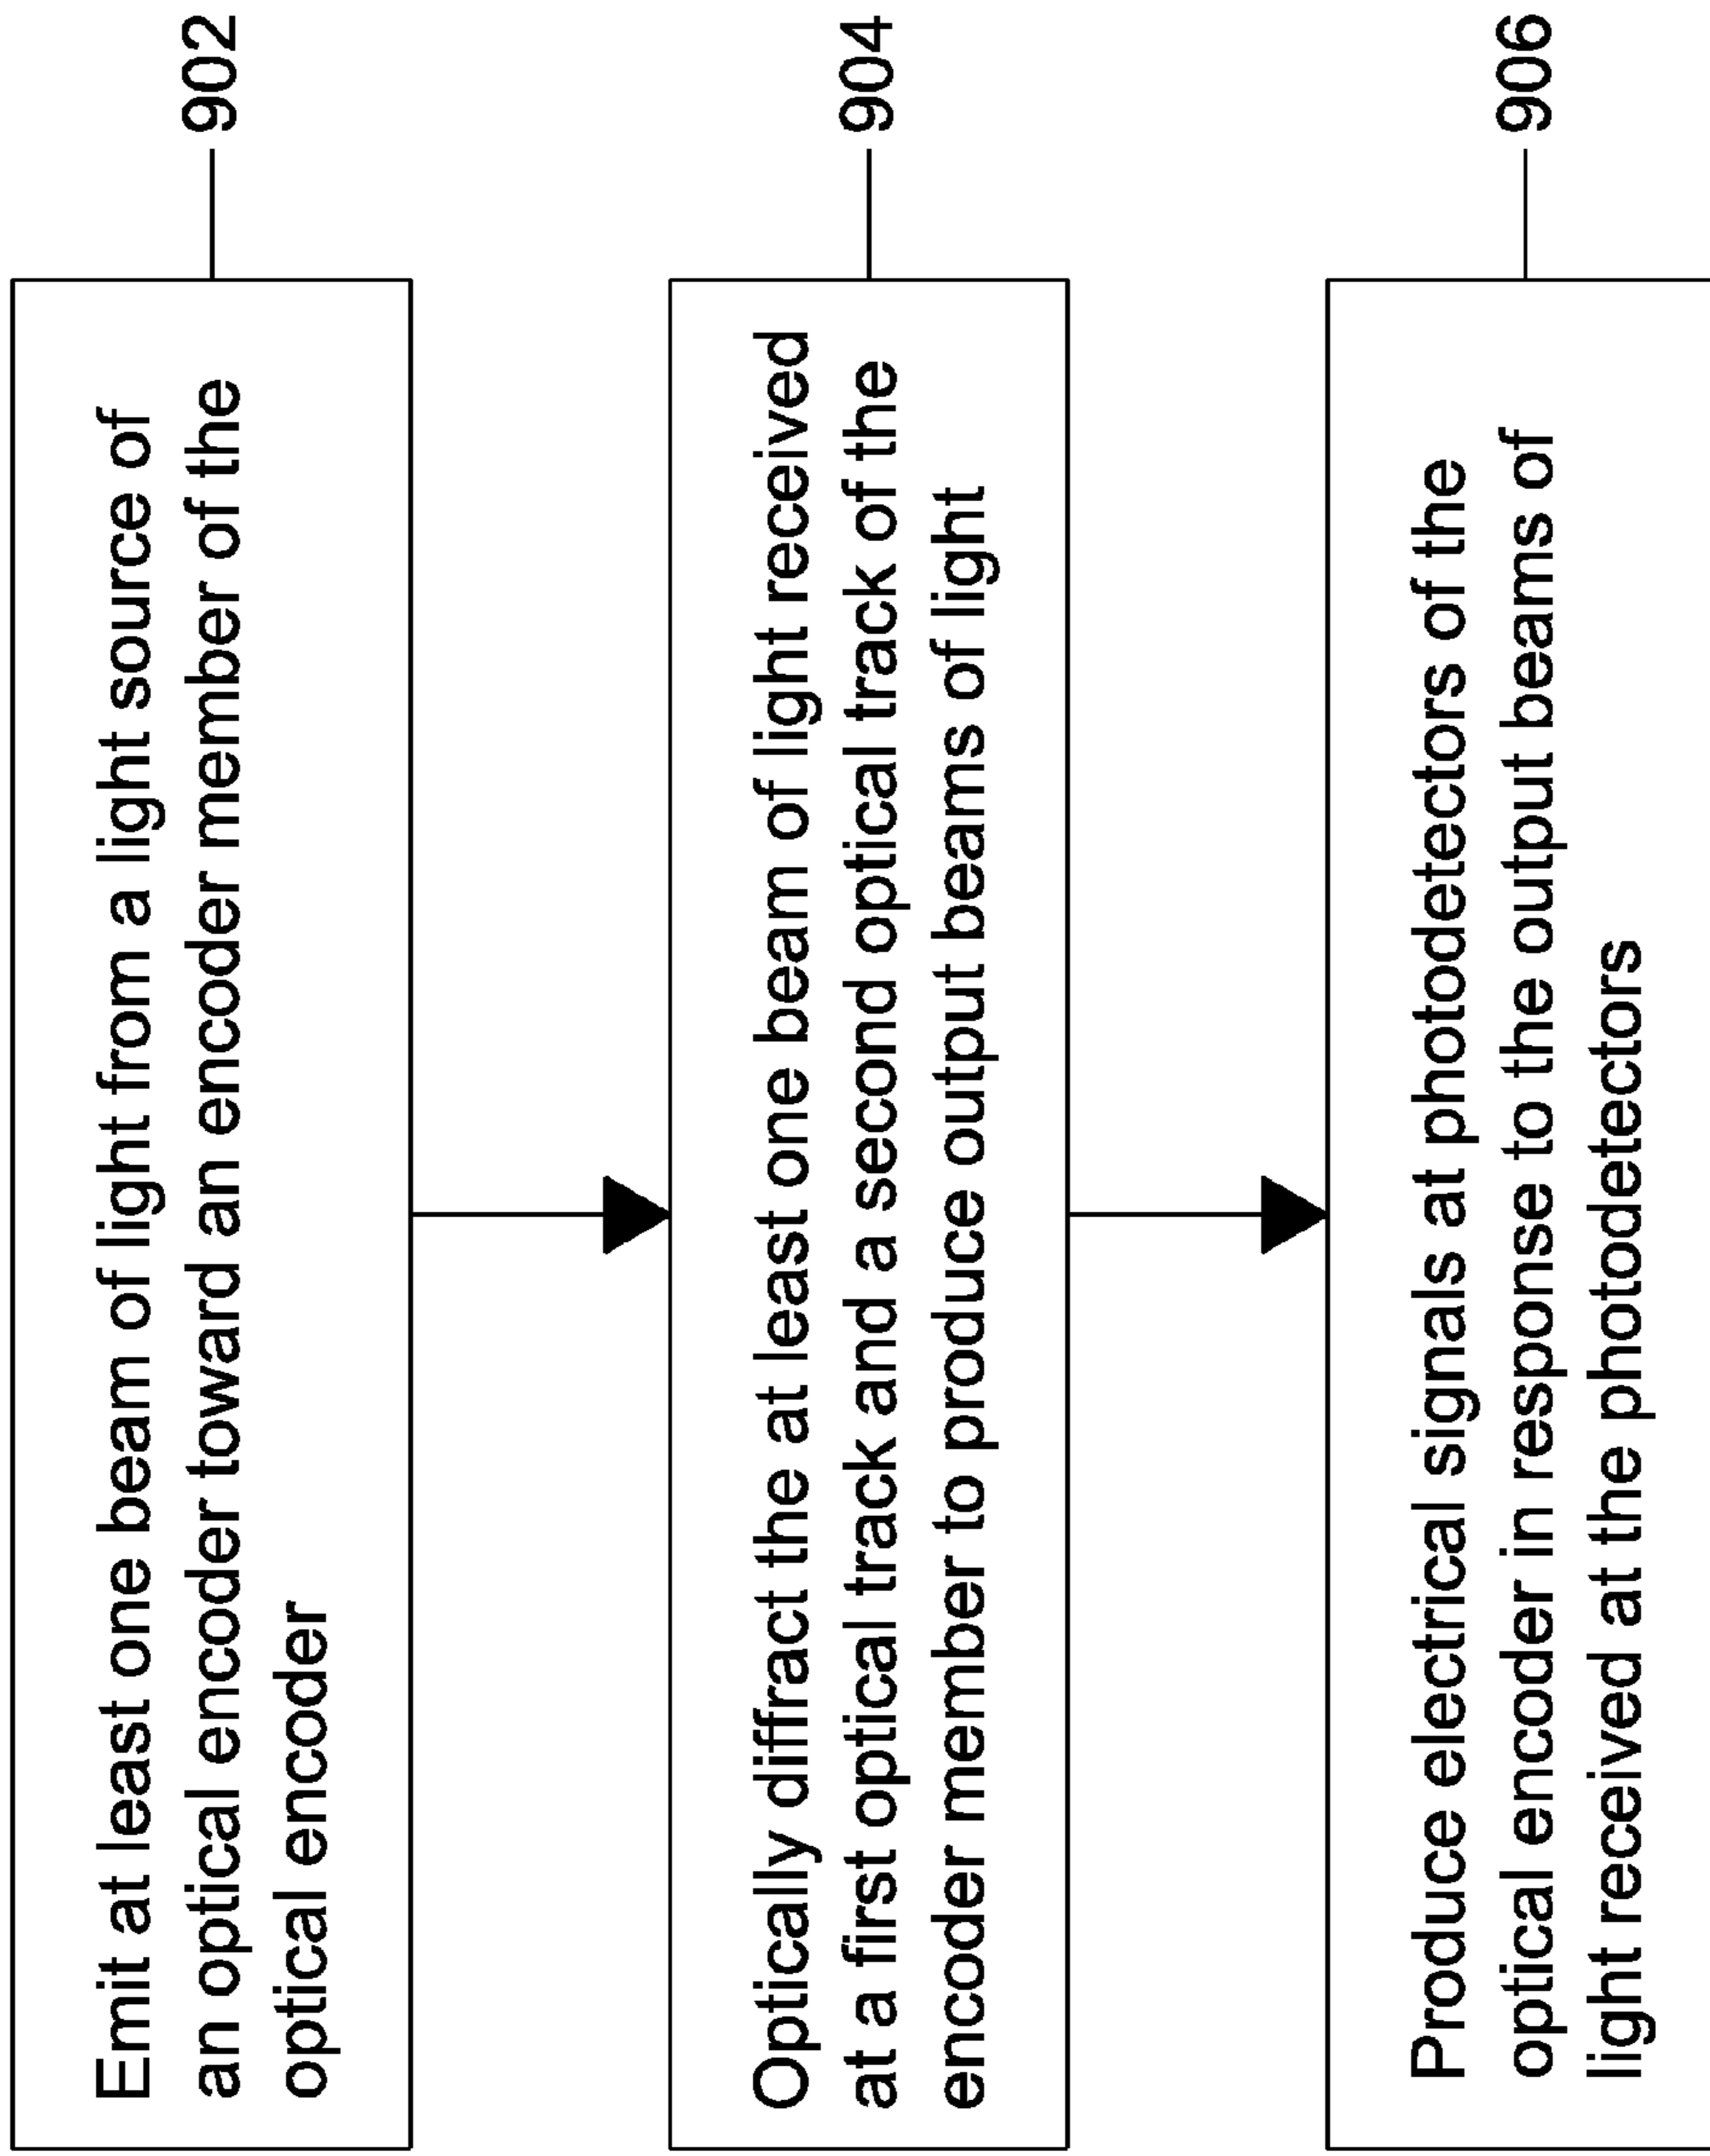 Emit at least one beam of light from a light source of
an optical encoder toward an encoder member of the
optical encoder
902
Optically diffract the at least one beam of light received
at a first optical track and a second optical track of the
encoder member to produce output beams of light
904
Produce electrical signals at photodetectors of the
optical encoder in response to the output beams of
light received at the photodetectors
906